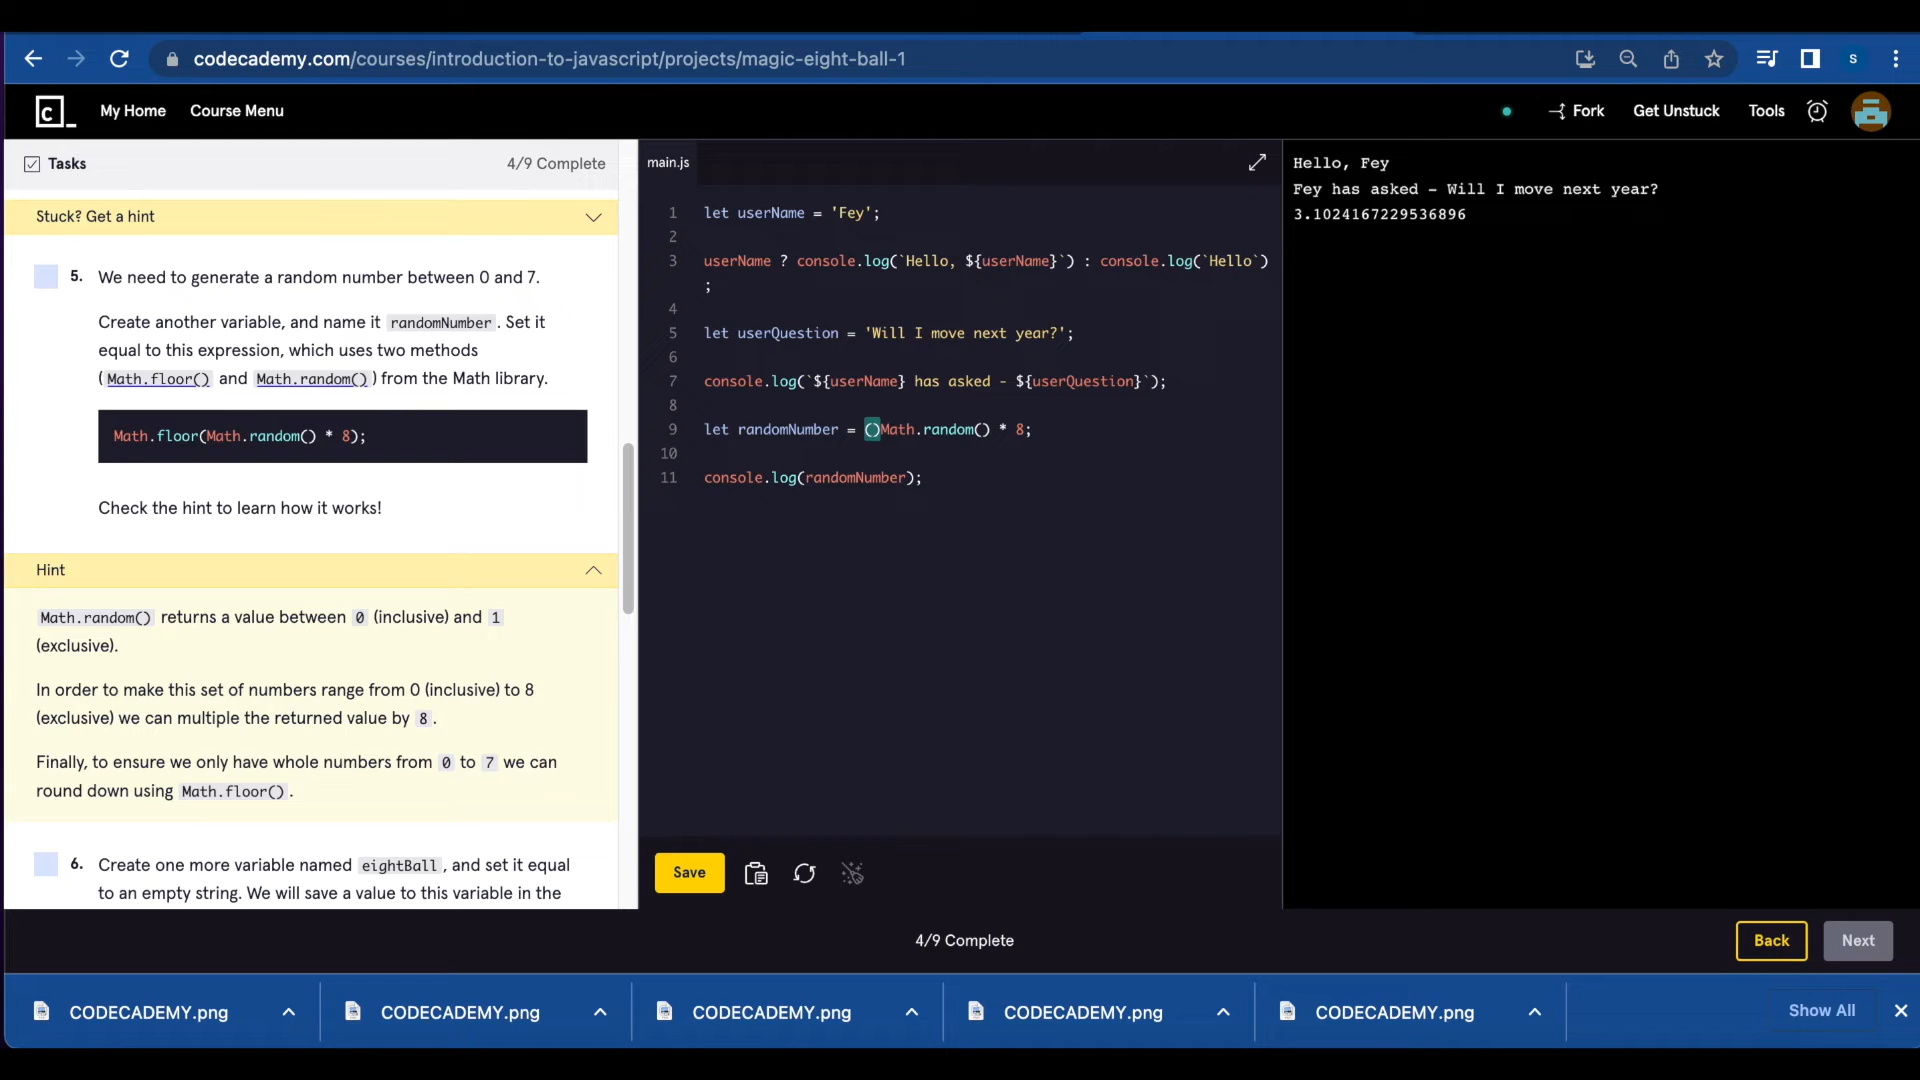 codecademy.com/courses/introduction-to-javascript/projects/magic-eight-ball-1
s
c_
My Home
Course Menu
Fork
Get Unstuck
Tools
Tasks
4/9 Complete
Stuck? Get a hint
5. We need to generate a random number between 0 and 7.
Create another variable, and name it randomNumber. Set it
equal to this expression, which uses two methods
(Math.floor() and Math.random()) from the Math library.
Math.floor(Math.random() * 8);
Check the hint to learn how it works!
Hint
Math.random() returns a value between 0 (inclusive) and 1
(exclusive).
In order to make this set of numbers range from 0 (inclusive) to 8
(exclusive) we can multiple the returned value by 8.
Finally, to ensure we only have whole numbers from 0 to 7 we can
round down using Math.floor().
6. Create one more variable named eightBall, and set it equal
to an empty string. We will save a value to this variable in the
main.js
1 let userName = 'Fey';
2
3 userName ? console.log(`Hello, ${userName}`) : console.log(`Hello`)
;
4
5 let userQuestion = 'Will I move next year?';
6
7 console.log(`${userName} has asked - ${userQuestion}`);
8
9 let randomNumber = ()Math.random() * 8;
10
11 console.log(randomNumber);
Save
Hello, Fey
Fey has asked - Will I move next year?
3.1024167229536896
4/9 Complete
Back
Next
CODECADEMY.png
CODECADEMY.png
CODECADEMY.png
CODECADEMY.png
CODECADEMY.png
Show All